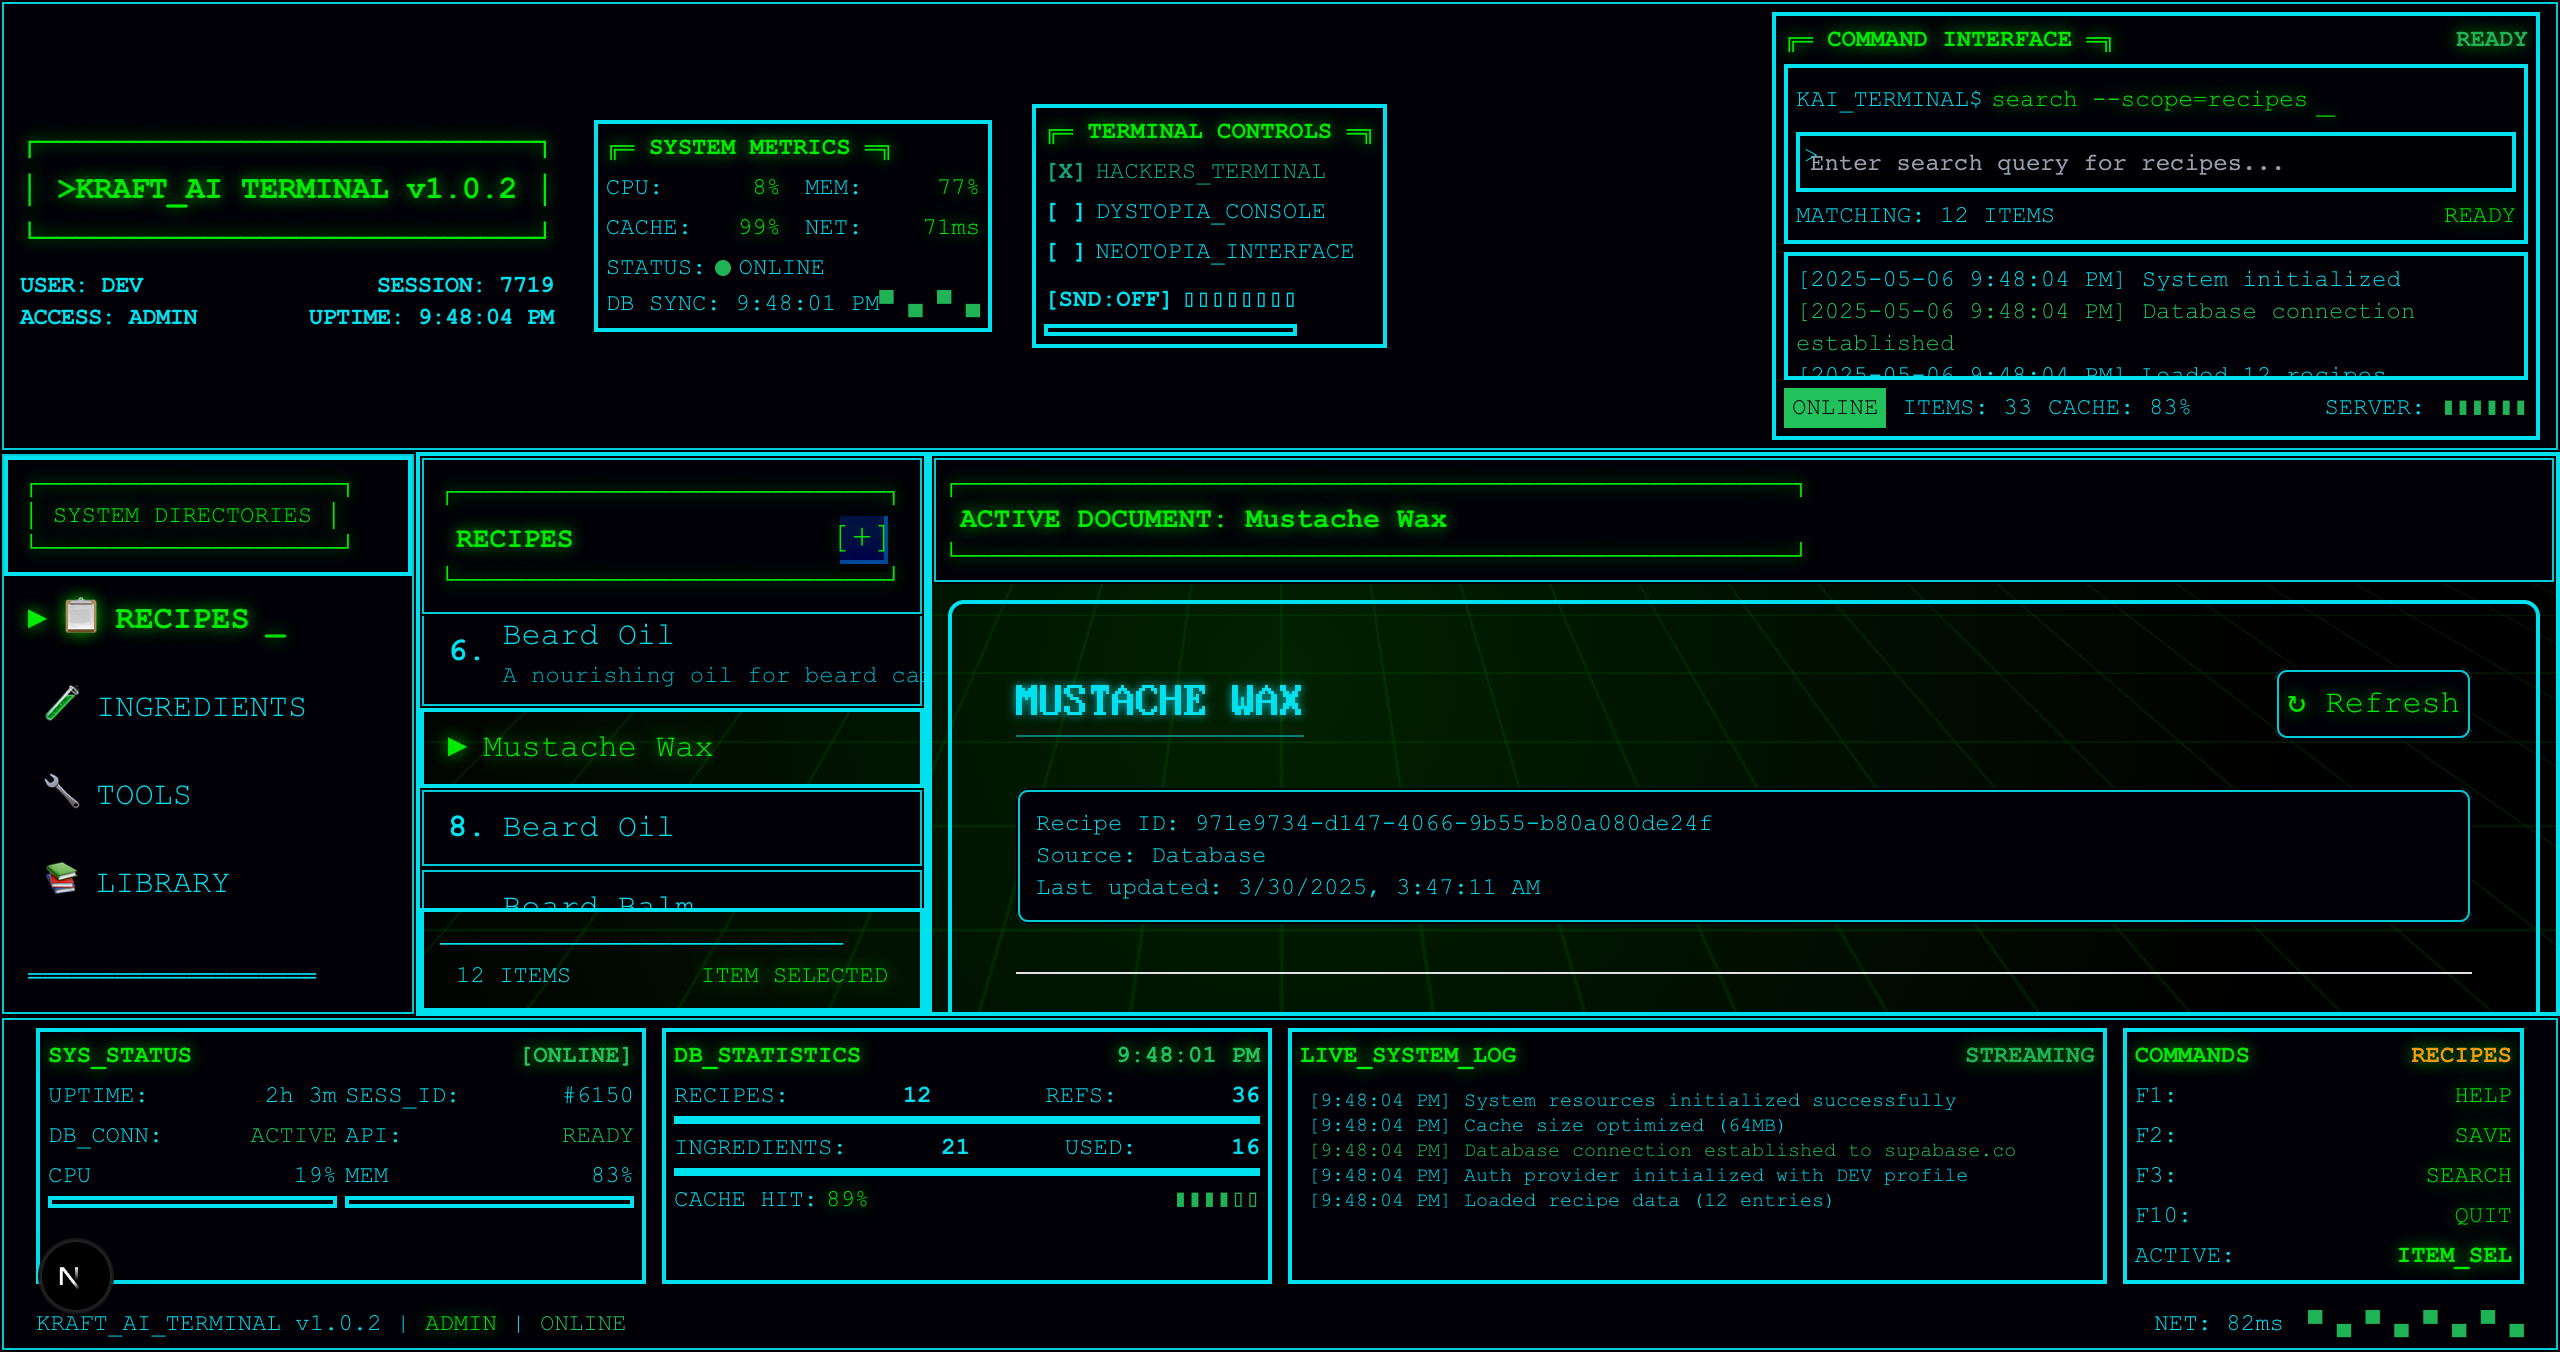 >KRAFT_AI TERMINAL v1.0.2
USER: DEV SESSION: 7719
ACCESS: ADMIN UPTIME: 9:48:04 PM
SYSTEM METRICS
CPU: 8% MEM: 77%
CACHE: 99% NET: 71ms
STATUS: ONLINE
DB SYNC: 9:48:01 PM
TERMINAL CONTROLS
[X] HACKERS_TERMINAL
[ ] DYSTOPIA_CONSOLE
[ ] NEOTOPIA_INTERFACE
[SND:OFF] ▯▯▯▯▯▯▯▯
COMMAND INTERFACE READY
KAI_TERMINAL$ search --scope=recipes _
> Enter search query for recipes...
MATCHING: 12 ITEMS READY
[2025-05-06 9:48:04 PM] System initialized
[2025-05-06 9:48:04 PM] Database connection
established
[2025-05-06 9:48:04 PM] Loaded 12 recipes
ONLINE ITEMS: 33 CACHE: 83% SERVER: ▮▮▮▮▮▮
SYSTEM DIRECTORIES
► RECIPES _
INGREDIENTS
TOOLS
LIBRARY
RECIPES [+]
6. Beard Oil
A nourishing oil for beard ca
► Mustache Wax
8. Beard Oil
Beard Balm
12 ITEMS ITEM SELECTED
ACTIVE DOCUMENT: Mustache Wax
MUSTACHE WAX
↻ Refresh
Recipe ID: 971e9734-d147-4066-9b55-b80a080de24f
Source: Database
Last updated: 3/30/2025, 3:47:11 AM
SYS_STATUS [ONLINE]
UPTIME: 2h 3m SESS_ID: #6150
DB_CONN: ACTIVE API: READY
CPU 19% MEM 83%
DB_STATISTICS 9:48:01 PM
RECIPES: 12 REFS: 36
INGREDIENTS: 21 USED: 16
CACHE HIT: 89% ▮▮▮▮▯▯
LIVE_SYSTEM_LOG STREAMING
[9:48:04 PM] System resources initialized successfully
[9:48:04 PM] Cache size optimized (64MB)
[9:48:04 PM] Database connection established to supabase.co
[9:48:04 PM] Auth provider initialized with DEV profile
[9:48:04 PM] Loaded recipe data (12 entries)
COMMANDS RECIPES
F1: HELP
F2: SAVE
F3: SEARCH
F10: QUIT
ACTIVE: ITEM_SEL
N
KRAFT_AI_TERMINAL v1.0.2 | ADMIN | ONLINE
NET: 82ms